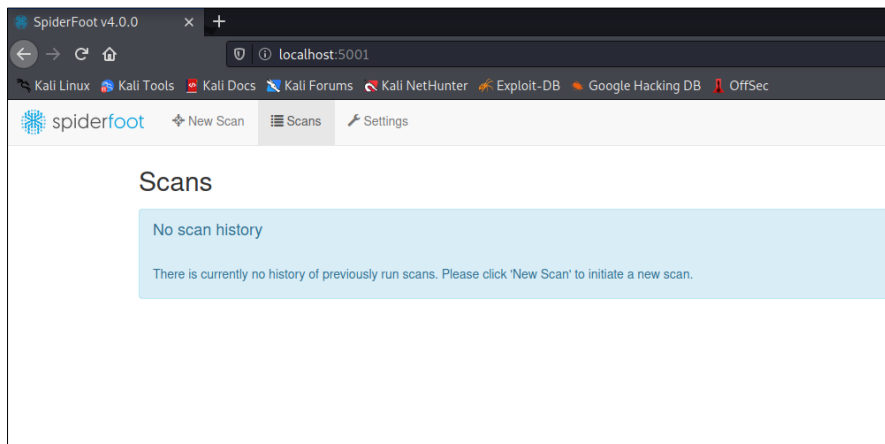 SpiderFoot v4.0.0
localhost:5001
Kali Linux Kali Tools Kali Docs Kali Forums Kali NetHunter Exploit-DB Google Hacking DB OffSec
spiderfoot New Scan Scans Settings
Scans
No scan history
There is currently no history of previously run scans. Please click 'New Scan' to initiate a new scan.